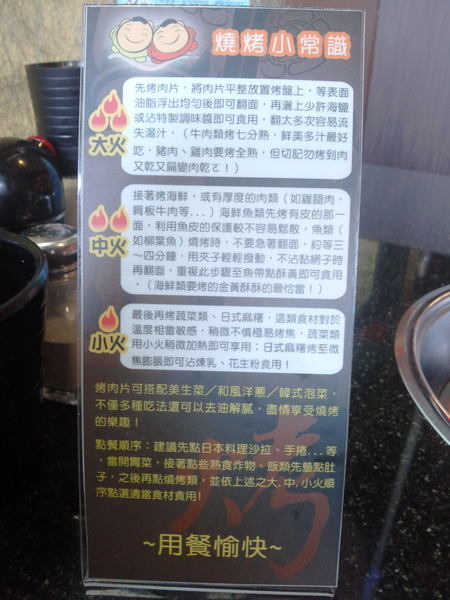 燒烤小常識
大火
先烤肉片，將肉片平整放置烤盤上，等表面
油脂浮出均勻後即可翻面，再灑上少許海鹽
或沾特製調味醬即可食用，翻太多次容易流
失湯汁，（牛肉類烤七分熟，鮮美多汁最好
吃，豬肉、雞肉要烤全熟，但切記勿烤到肉
又乾又扁變肉乾ㄛ！）
中火
接著烤海鮮，或有厚度的肉類（如雞腿肉，
肩板牛肉等...）海鮮魚類先烤有皮的那一
面，利用魚皮的保護較不容易鬆散，魚類（
如柳葉魚）燒烤時，不要急著翻面，約等三
～四分鐘，用夾子輕輕撥動，不沾黏網子時
再翻面，重複此步驟至魚帶點酥黃即可食用
，（海鮮類要烤的金黃酥酥的最恰當！）
小火
最後再烤蔬菜類、日式麻糬，這類食材對於
溫度相當敏感，稍微不慎極易烤焦，蔬菜類
用小火稍微加熱即可享用；日式麻糬烤至微
焦膨脹即可沾煉乳、花生粉食用！
烤肉片可搭配美生菜／和風洋蔥／韓式泡菜，
不僅多種吃法還可以去油解膩，盡情享受燒烤
的樂趣！
點餐順序：建議先點日本料理沙拉、手捲...等
，當開胃菜，接著點些熟食炸物、飯類先墊點肚
子，之後再點燒烤類，並依上述之大.中.小火順
序點選適當食材食用!
烤
~用餐愉快~